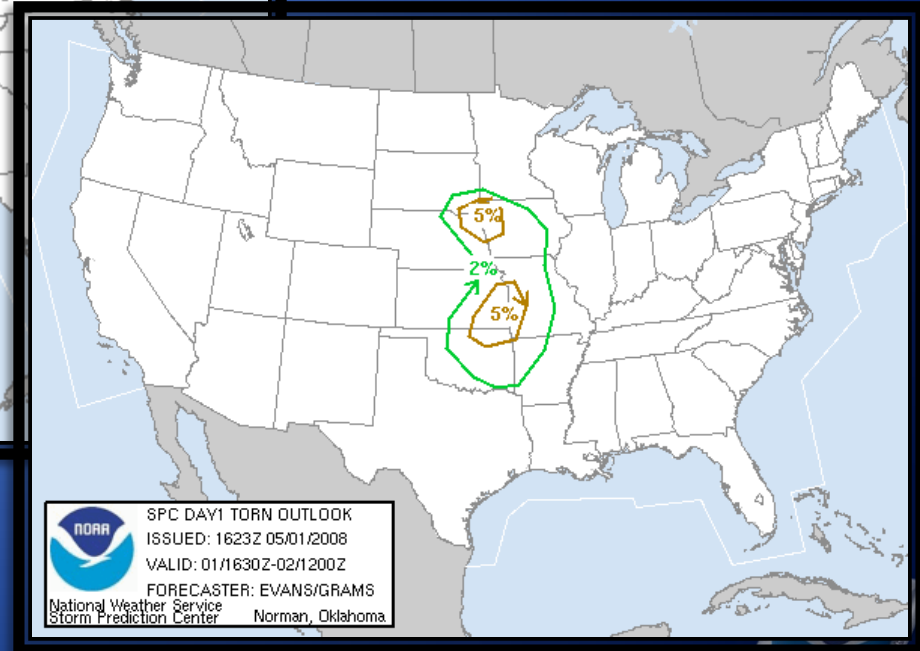 5%
2%
5%
NOAA
SPC DAY1 TORN OUTLOOK
ISSUED: 1623Z 05/01/2008
VALID: 01/1630Z-02/1200Z
FORECASTER: EVANS/GRAMS
National Weather Service
Storm Prediction Center Norman, Oklahoma